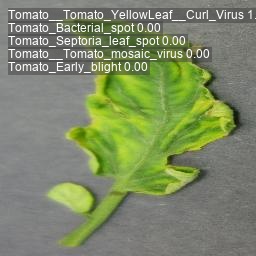 Tomato__Tomato_YellowLeaf__Curl_Virus 1.
Tomato_Bacterial_spot 0.00
Tomato_Septoria_leaf_spot 0.00
Tomato__Tomato_mosaic_virus 0.00
Tomato_Early_blight 0.00